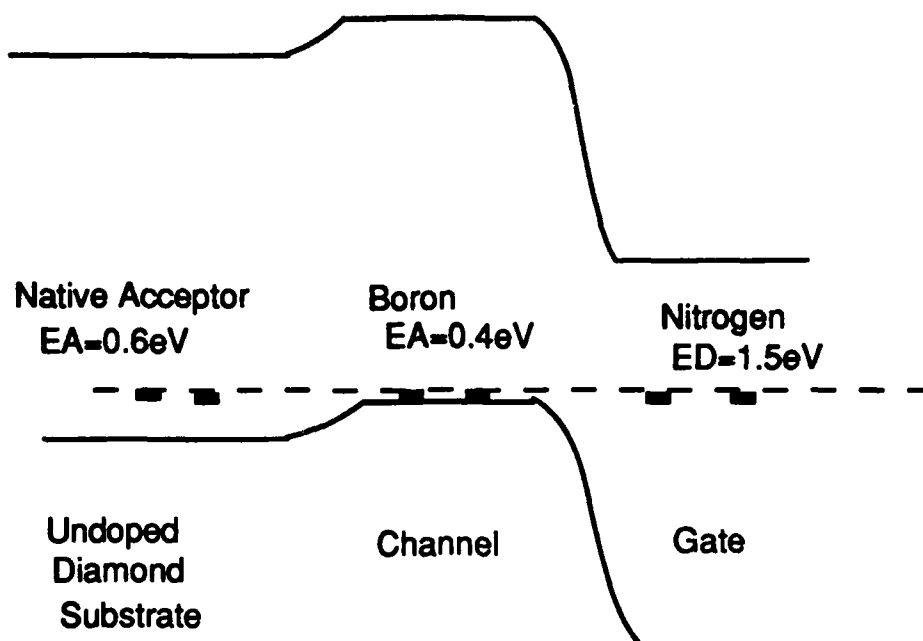 Native Acceptor
EA=0.6eV
Boron
EA=0.4eV
Nitrogen
ED=1.5eV
Undoped
Diamond
Substrate
Channel
Gate